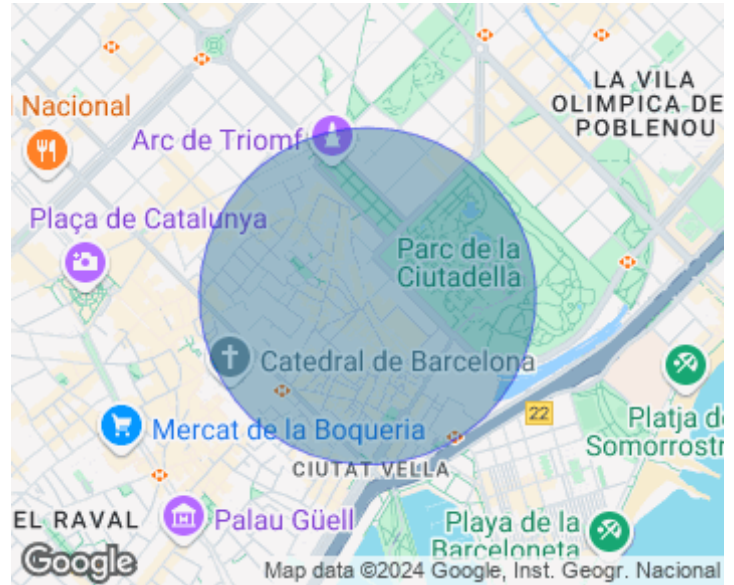 LA VILA
OLIMPICA DE
POBLENOU
Nacional
Arc de Triomf
Plaça de Catalunya
Parc de la
Ciutadella
Catedral de Barcelona
22
Platja d
Somorrostr
Mercat de la Boqueria
CIUTAT VELLA
EL RAVAL
Palau Güell
Playa de la
Barceloneta
Google
Map data ©2024 Google, Inst. Geogr. Nacional